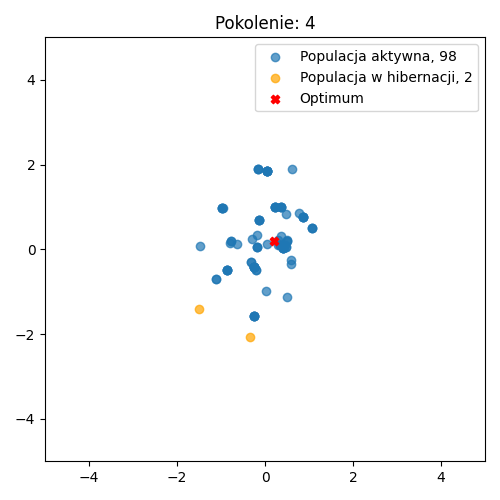 Pokolenie: 4
Populacja aktywna, 98
Populacja w hibernacji, 2
Optimum
4
2
0
−2
−4
−4 −2 0 2 4